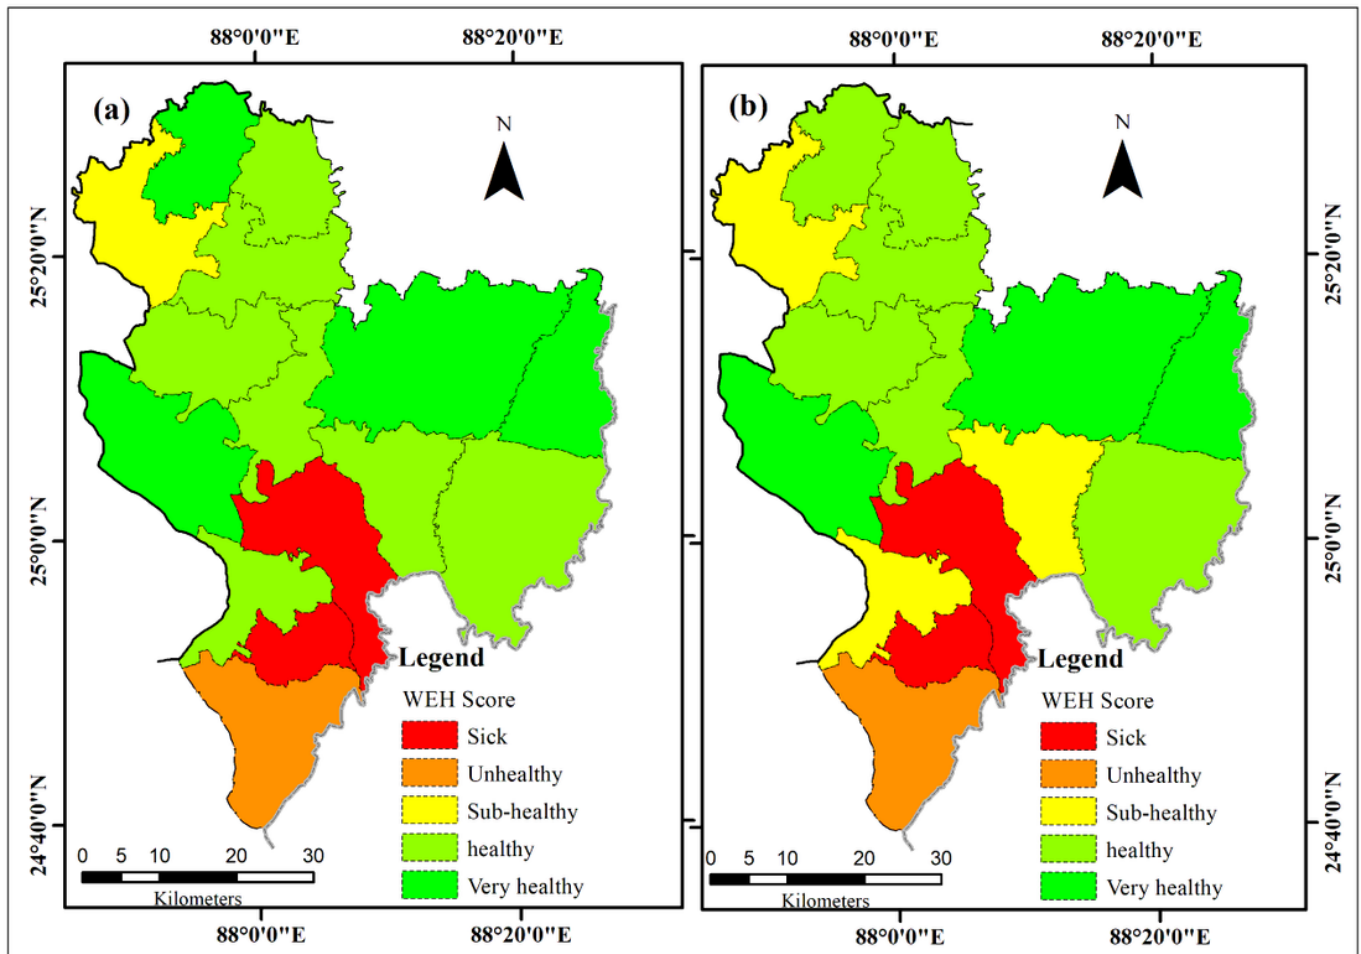 88°0'0"E 88°20'0"E 88°0'0"E 88°20'0"E
(a) (b)
N N
25°20'0"N 25°20'0"N
25°0'0"N 25°0'0"N
24°40'0"N 24°40'0"N
Legend
WEH Score
Sick
Unhealthy
Sub-healthy
healthy
Very healthy
0 5 10 20 30
Kilometers
Legend
WEH Score
Sick
Unhealthy
Sub-healthy
healthy
Very healthy
0 5 10 20 30
Kilometers
88°0'0"E 88°20'0"E 88°0'0"E 88°20'0"E